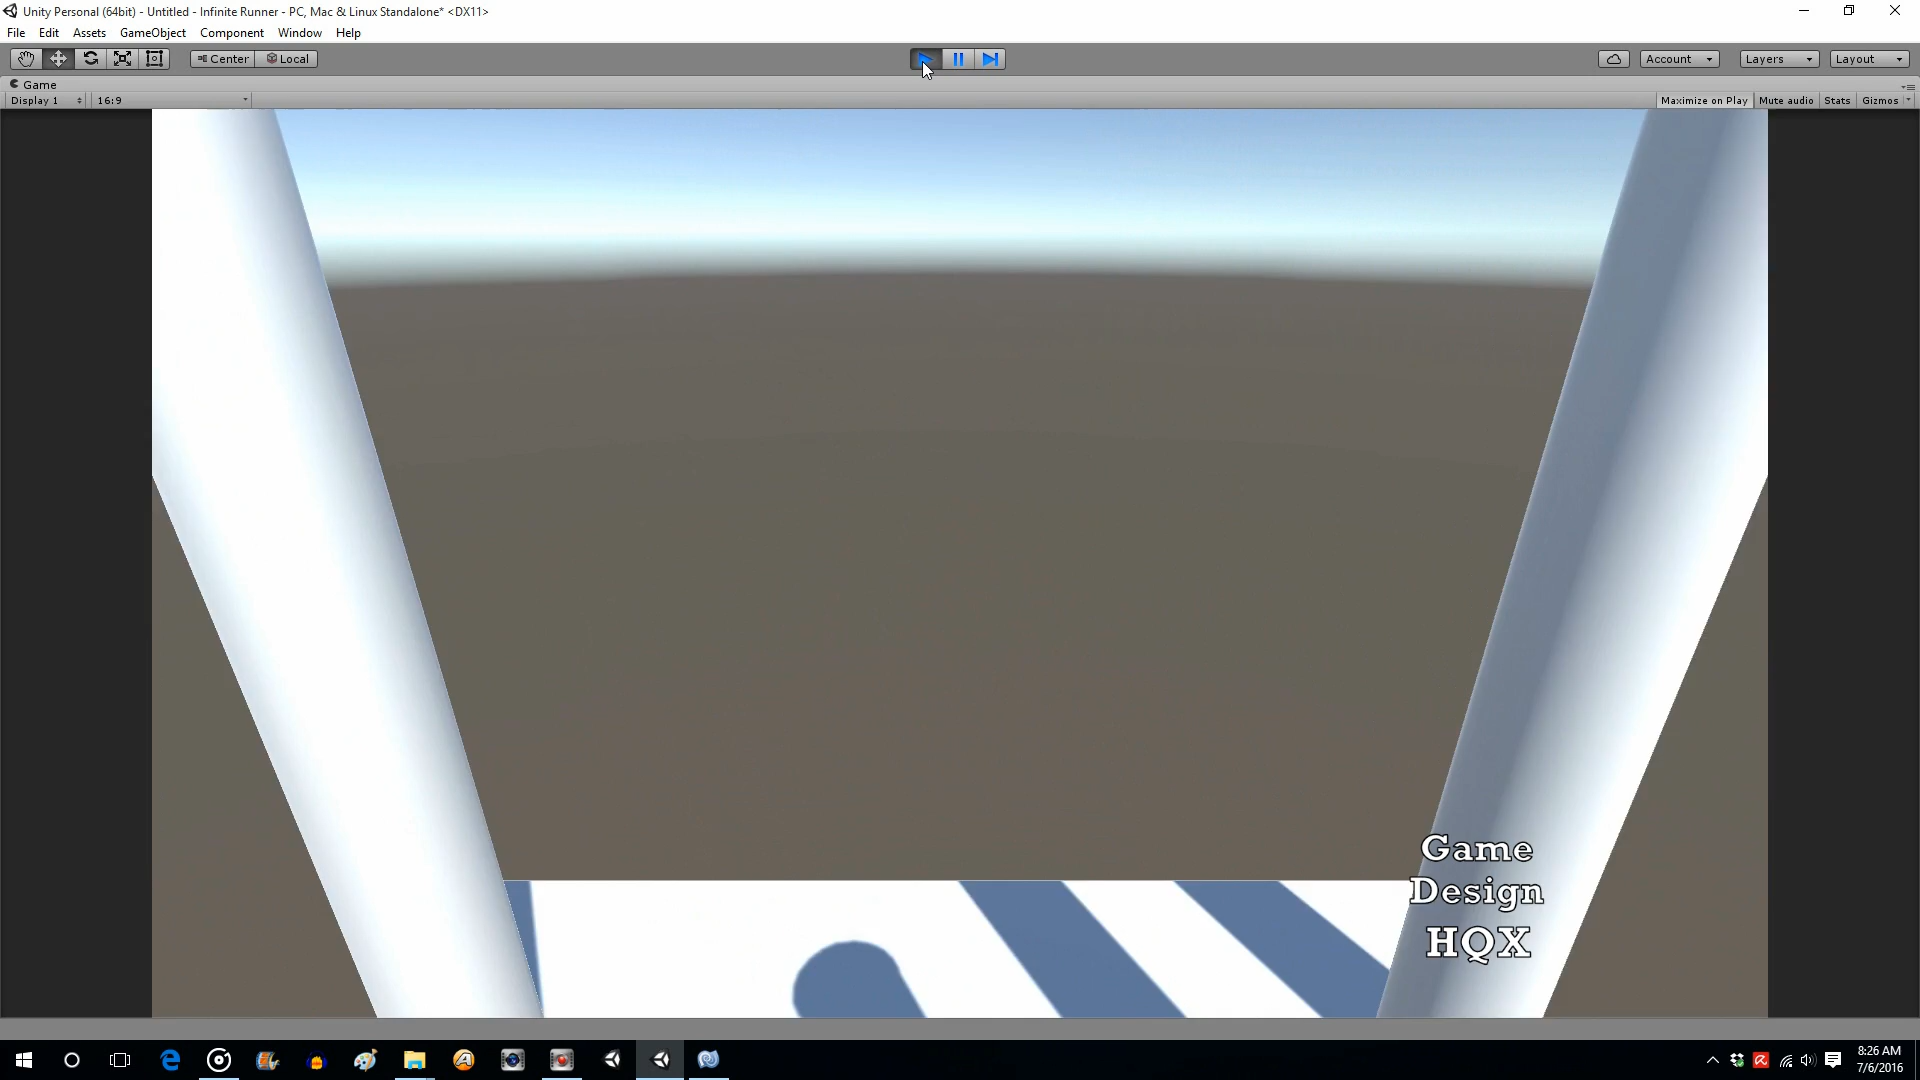 Unity Personal (64bit) - Untitled - Infinite Runner - PC, Mac & Linux Standalone* <DX11>
File Edit Assets GameObject Component Window Help
Center Local Account Layers Layout
Game
Display 1 16:9 Maximize on Play Mute audio Stats Gizmos
Game
Design
HQX
8:26 AM
7/6/2016